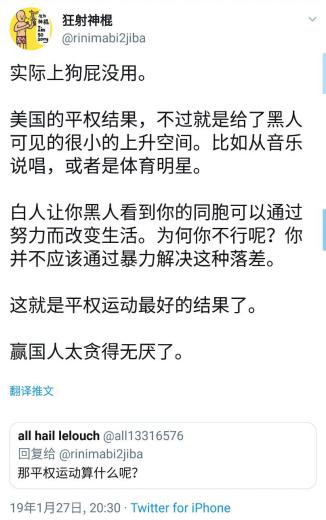 狂射神棍
@rinimabi2jiba
实际上狗屁没用。
美国的平权结果，不过就是给了黑人
可见的很小的上升空间。比如从音乐
说唱，或者是体育明星。
白人让你黑人看到你的同胞可以通过
努力而改变生活。为何你不行呢？你
并不应该通过暴力解决这种落差。
这就是平权运动最好的结果了。
赢国人太贪得无厌了。
翻译推文
all hail lelouch @all13316576
回复给 @rinimabi2jiba
那平权运动算什么呢？
19年1月27日, 20:30 · Twitter for iPhone